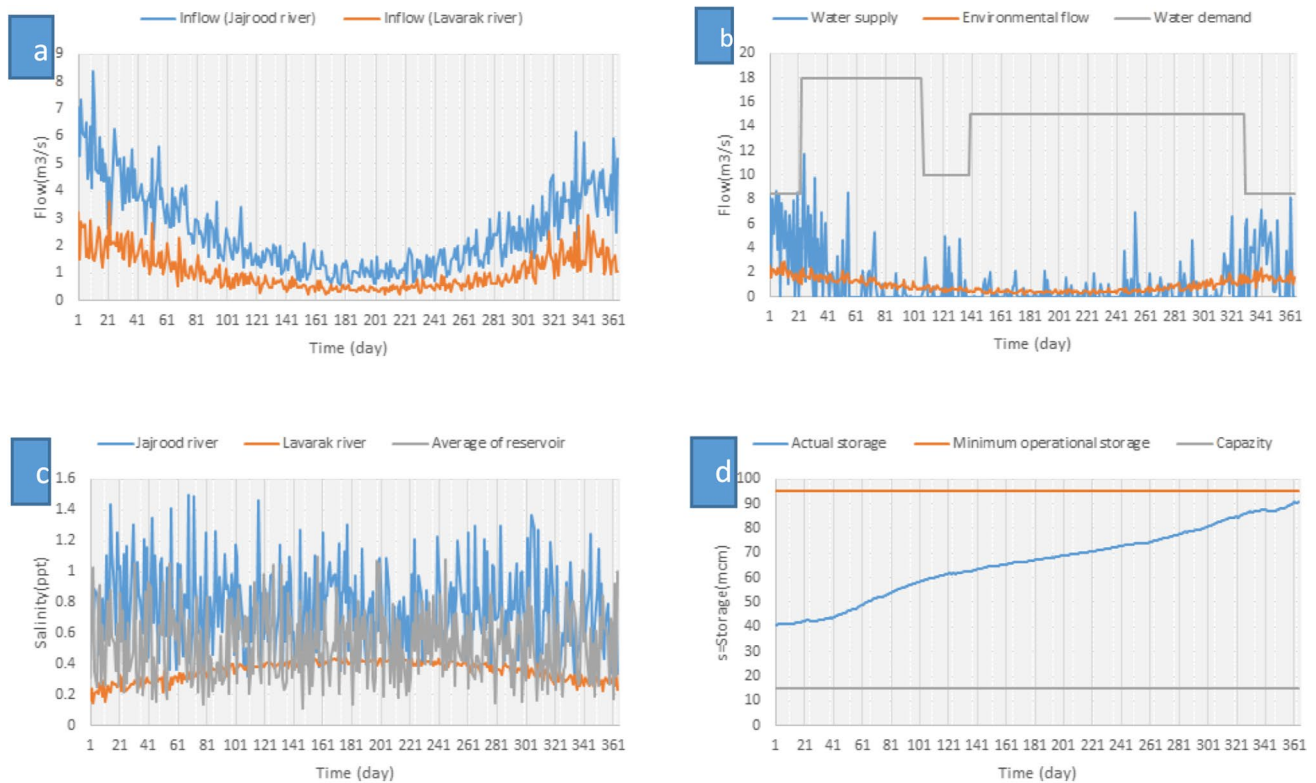 a
Inflow (Jajrood river) Inflow (Lavarak river)
9
8
7
6
5
4
3
2
1
0
Flow(m3/s)
1 21 41 61 81 101 121 141 161 181 201 221 241 261 281 301 321 341 361
Time (day)
b
Water supply Environmental flow Water demand
20
18
16
14
12
10
8
6
4
2
0
Flow(m3/s)
1 21 41 61 81 101 121 141 161 181 201 221 241 261 281 301 321 341 361
Time (day)
c
Jajrood river Lavarak river Average of reservoir
1.6
1.4
1.2
1
0.8
0.6
0.4
0.2
0
Salinity(ppt)
1 21 41 61 81 101 121 141 161 181 201 221 241 261 281 301 321 341 361
Time (day)
d
Actual storage Minimum operational storage Capazity
100
90
80
70
60
50
40
30
20
10
0
s=Storage(mcm)
1 21 41 61 81 101 121 141 161 181 201 221 241 261 281 301 321 341 361
Time (day)